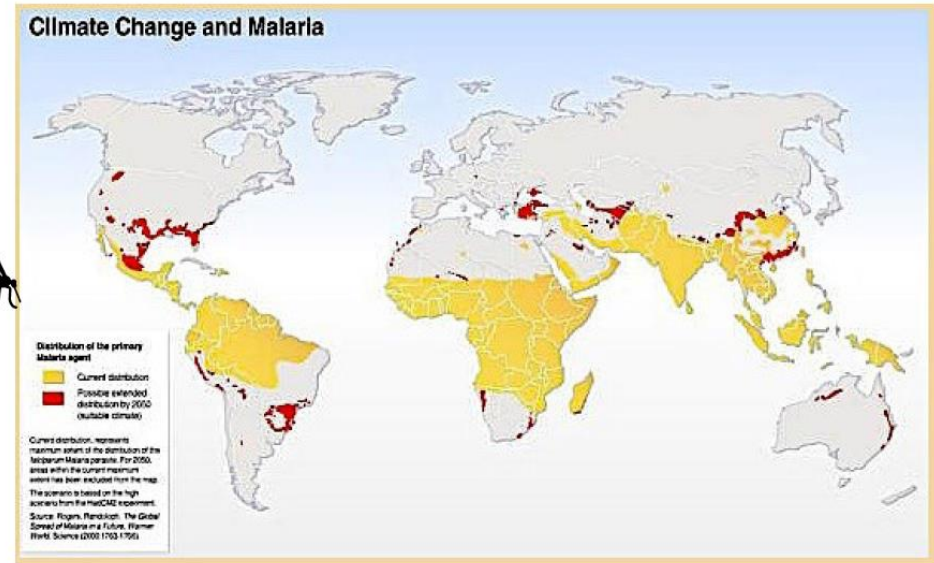 Climate Change and Malaria
Distribution of the primary
Malaria agent
Current distribution
Possible extended
distribution by 2050
(suitable climate)
Current distribution, represents
maximum extent of the distribution of the
falciparum Malaria parasite. For 2050,
areas within the current maximum
extent has been excluded from the map.
The scenario is based on the high
scenario from the HadCM2 experiment.
Source: Rogers, Randolph. The Global
Spread of Malaria in a Future, Warmer
World. Science (2000:1763-1766).